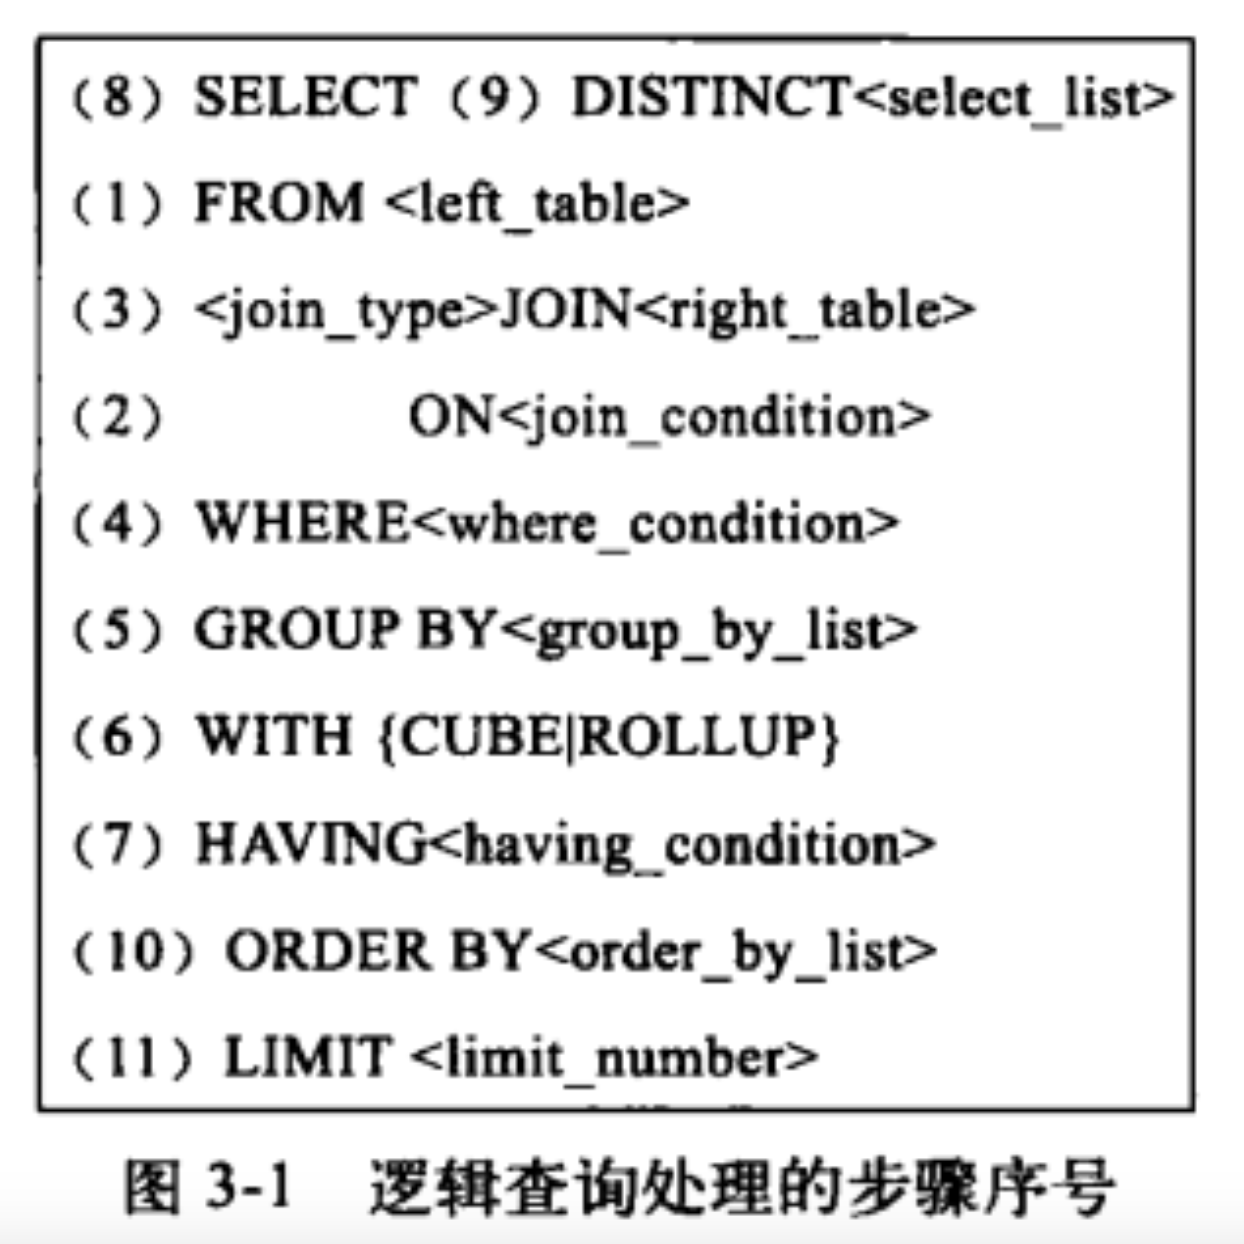 (8) SELECT (9) DISTINCT<select_list>
(1) FROM <left_table>
(3) <join_type>JOIN<right_table>
(2) ON<join_condition>
(4) WHERE<where_condition>
(5) GROUP BY<group_by_list>
(6) WITH {CUBE|ROLLUP}
(7) HAVING<having_condition>
(10) ORDER BY<order_by_list>
(11) LIMIT <limit_number>
图 3-1 逻辑查询处理的步骤序号